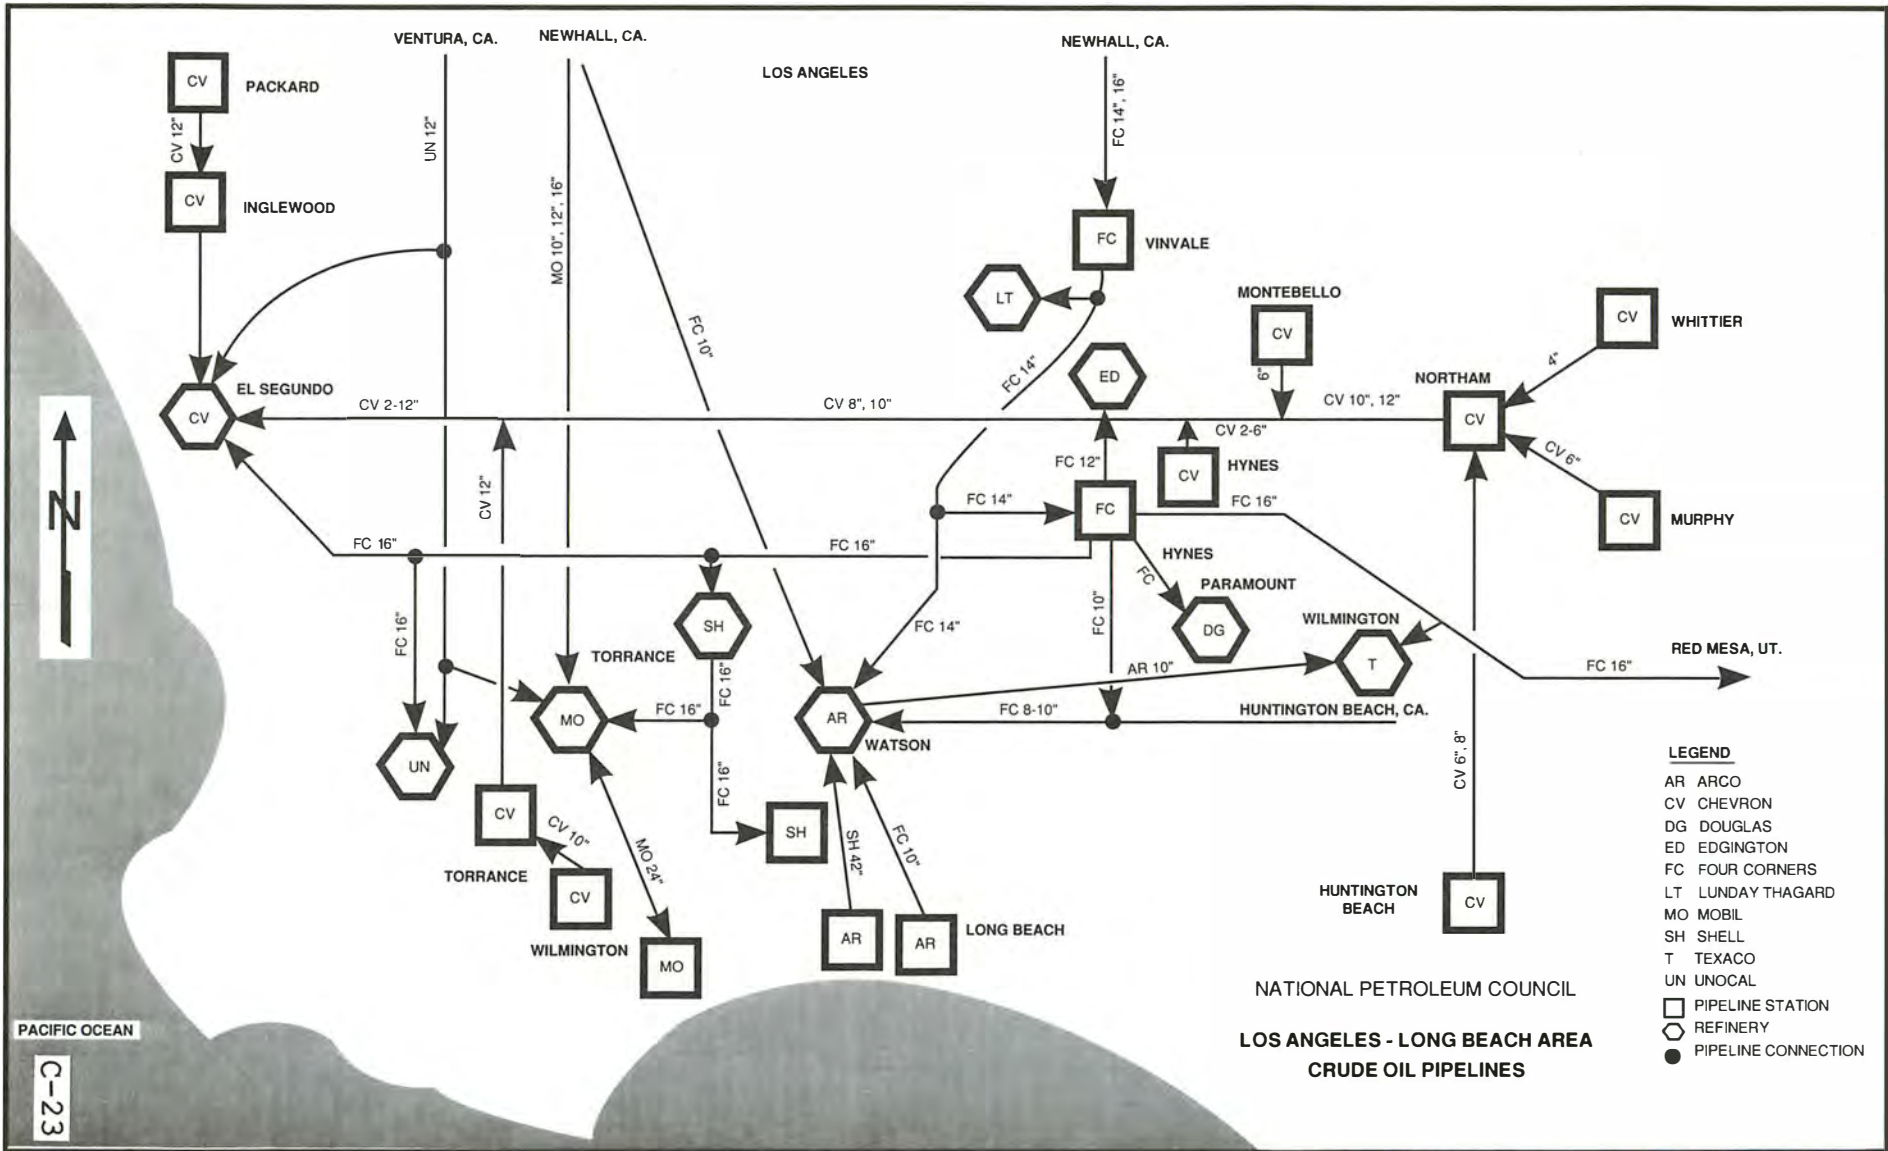 VENTURA, CA.
NEWHALL, CA.
NEWHALL, CA.
LOS ANGELES
CV
PACKARD
CV 12"
UN 12"
FC 14", 16"
CV
INGLEWOOD
MO 10", 12", 16"
FC
VINVALE
LT
MONTEBELLO
CV
CV
WHITTIER
FC 10"
FC 14"
ED
6"
4"
NORTHAM
EL SEGUNDO
CV
CV 2-12"
CV 8", 10"
CV 10", 12"
CV
CV 2-6"
CV 6"
FC 12"
CV
HYNES
CV 12"
FC 14"
FC
FC 16"
CV
MURPHY
N
FC 16"
FC 16"
HYNES
FC
PARAMOUNT
FC 16"
SH
FC 14"
FC 10"
DG
WILMINGTON
TORRANCE
T
RED MESA, UT.
FC 16"
AR 10"
FC 16"
MO
FC 16"
AR
FC 8-10"
HUNTINGTON BEACH, CA.
WATSON
UN
FC 16"
CV 6", 8"
CV
CV 10"
SH
SH 42"
FC 10"
MO 24"
TORRANCE
CV
WILMINGTON
MO
AR
AR
LONG BEACH
HUNTINGTON
BEACH
CV
LEGEND
AR ARCO
CV CHEVRON
DG DOUGLAS
ED EDGINGTON
FC FOUR CORNERS
LT LUNDAY THAGARD
MO MOBIL
SH SHELL
T TEXACO
UN UNOCAL
PIPELINE STATION
REFINERY
PIPELINE CONNECTION
NATIONAL PETROLEUM COUNCIL
LOS ANGELES - LONG BEACH AREA
CRUDE OIL PIPELINES
PACIFIC OCEAN
C-23